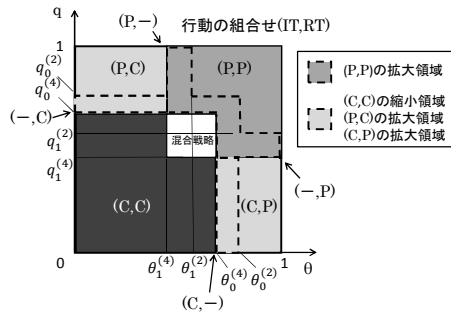 q
(P,−)
行動の組合せ(IT,RT)
1
(P,C)
(P,P)
q₀⁽²⁾
q₀⁽⁴⁾
(−,C)
q₁⁽²⁾
q₁⁽⁴⁾
混合戦略
(P,P)の拡大領域
(C,C)の縮小領域
(P,C)の拡大領域
(C,P)の拡大領域
(−,P)
(C,C)
(C,P)
0
θ₁⁽⁴⁾
θ₁⁽²⁾
θ₀⁽⁴⁾
θ₀⁽²⁾
1
θ
(C,−)